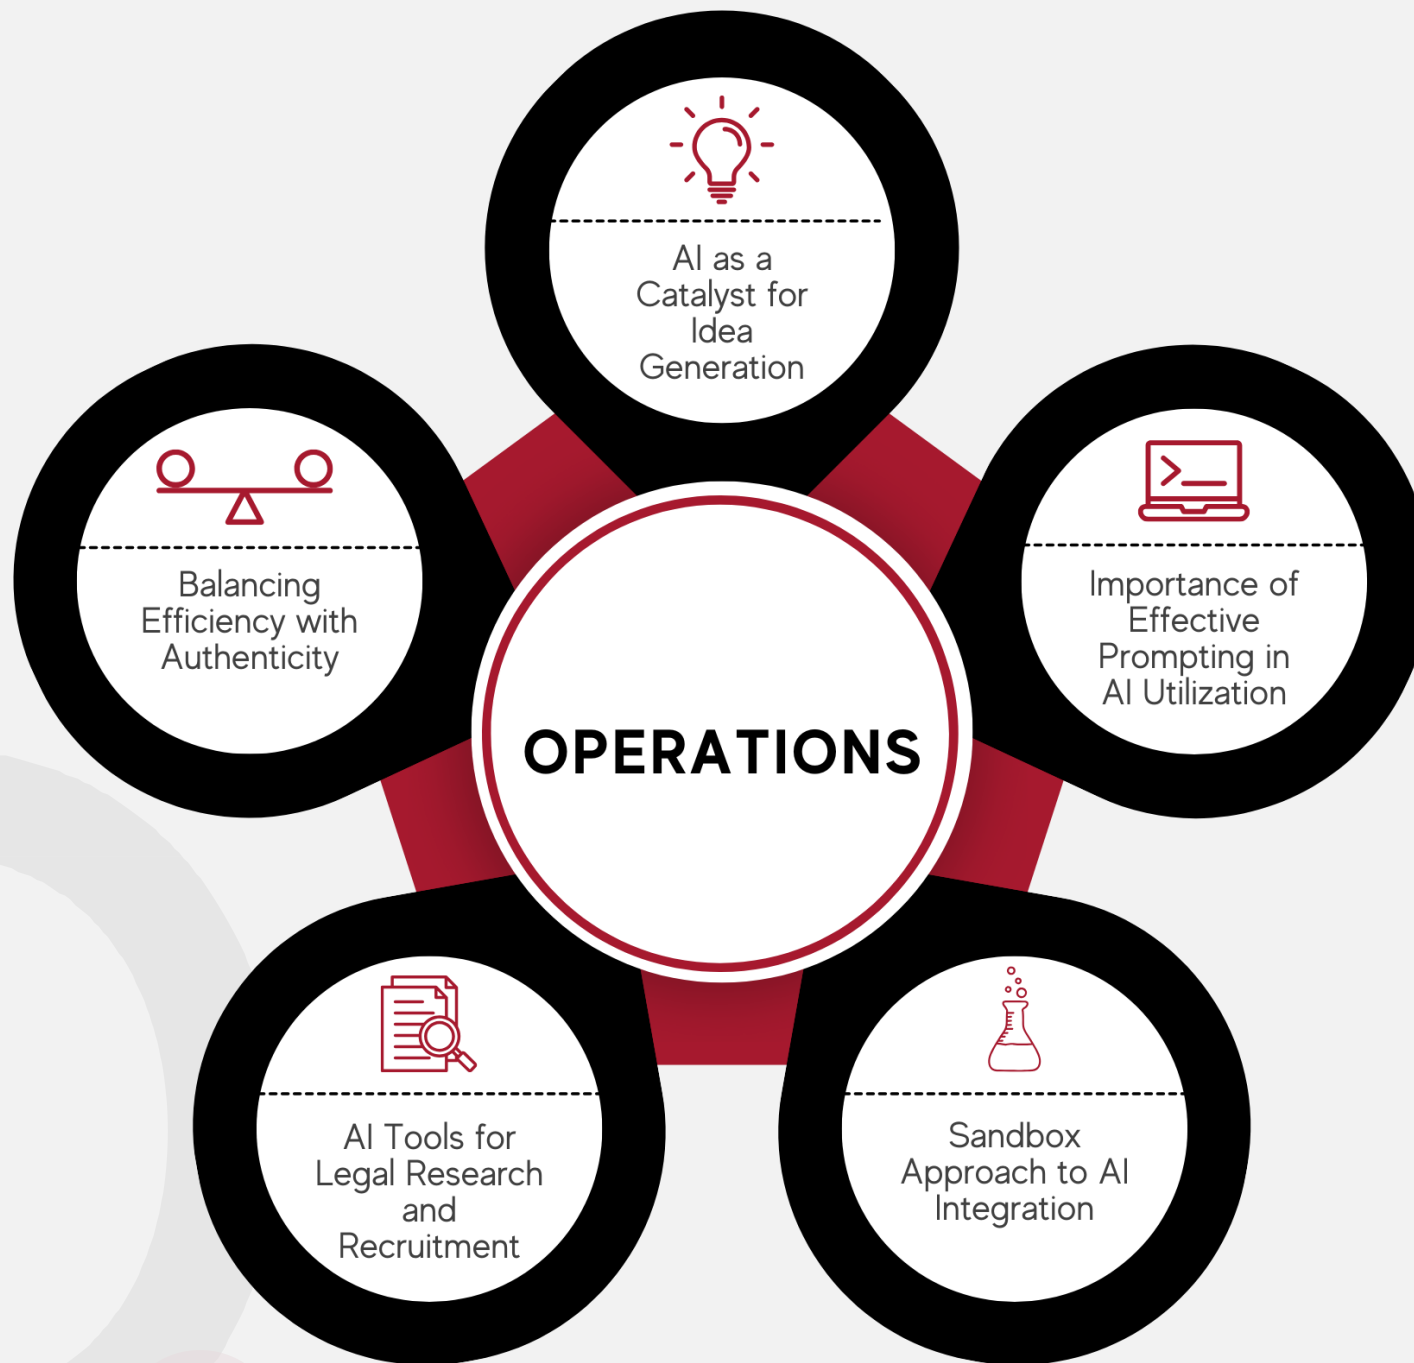 AI as a
Catalyst for
Idea
Generation
Balancing
Efficiency with
Authenticity
Importance of
Effective
Prompting in
AI Utilization
OPERATIONS
AI Tools for
Legal Research
and
Recruitment
Sandbox
Approach to AI
Integration